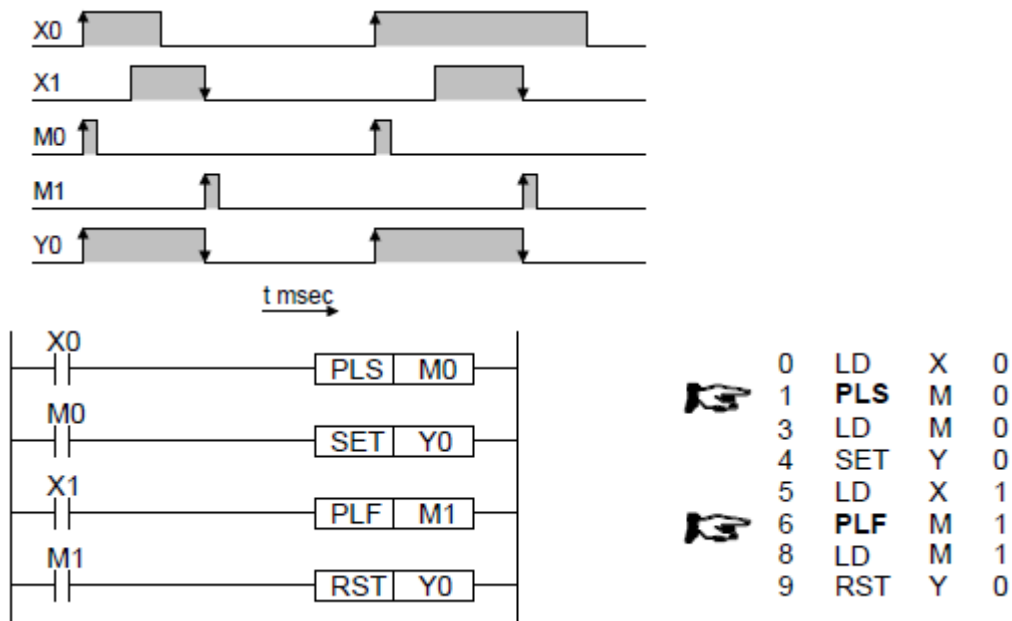 X0
X1
M0
M1
Y0
t msec
X0
PLS M0
M0
SET Y0
X1
PLF M1
M1
RST Y0
0 LD X 0
1 PLS M 0
3 LD M 0
4 SET Y 0
5 LD X 1
6 PLF M 1
8 LD M 1
9 RST Y 0